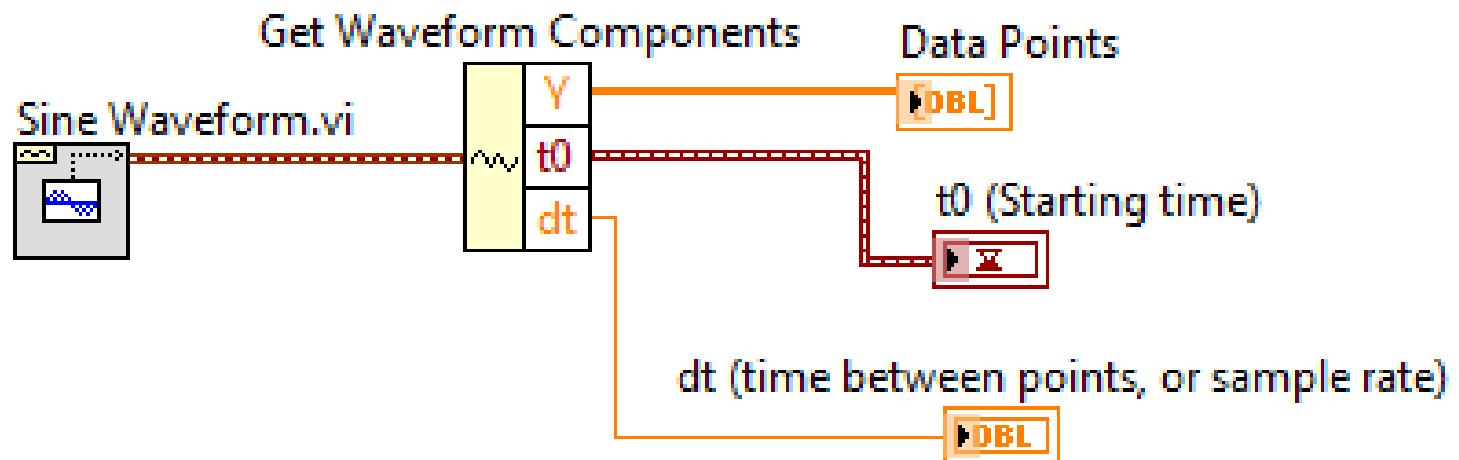 Get Waveform Components
Data Points
Sine Waveform.vi
Y
t0
dt
[DBL]
t0 (Starting time)
dt (time between points, or sample rate)
DBL